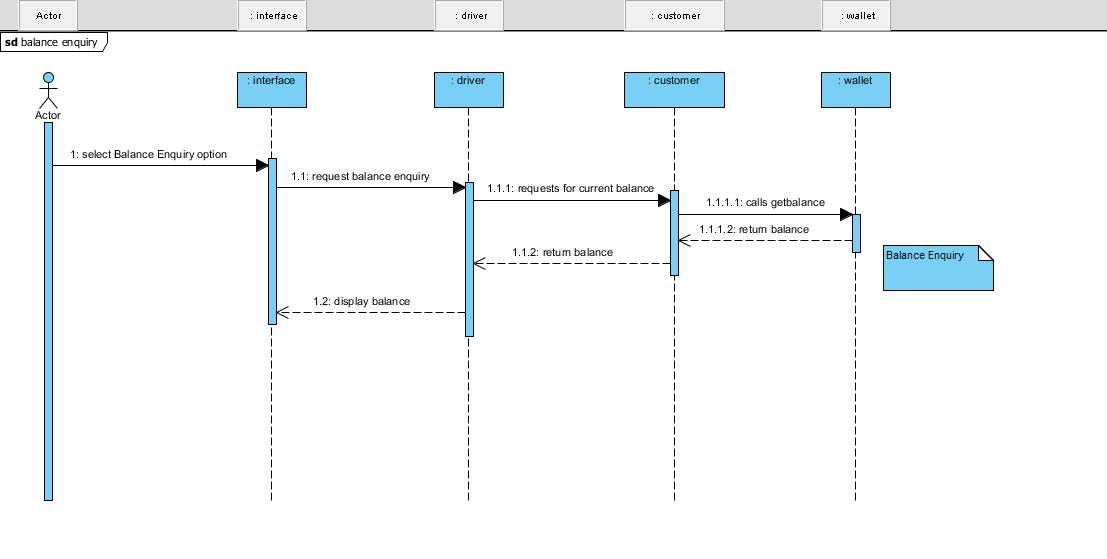 Actor
: interface
: driver
: customer
: wallet
sd balance enquiry
: interface
: driver
: customer
: wallet
Actor
1: select Balance Enquiry option
1.1: request balance enquiry
1.1.1: requests for current balance
1.1.1.1: calls getbalance
1.1.1.2: return balance
1.1.2: return balance
Balance Enquiry
1.2: display balance